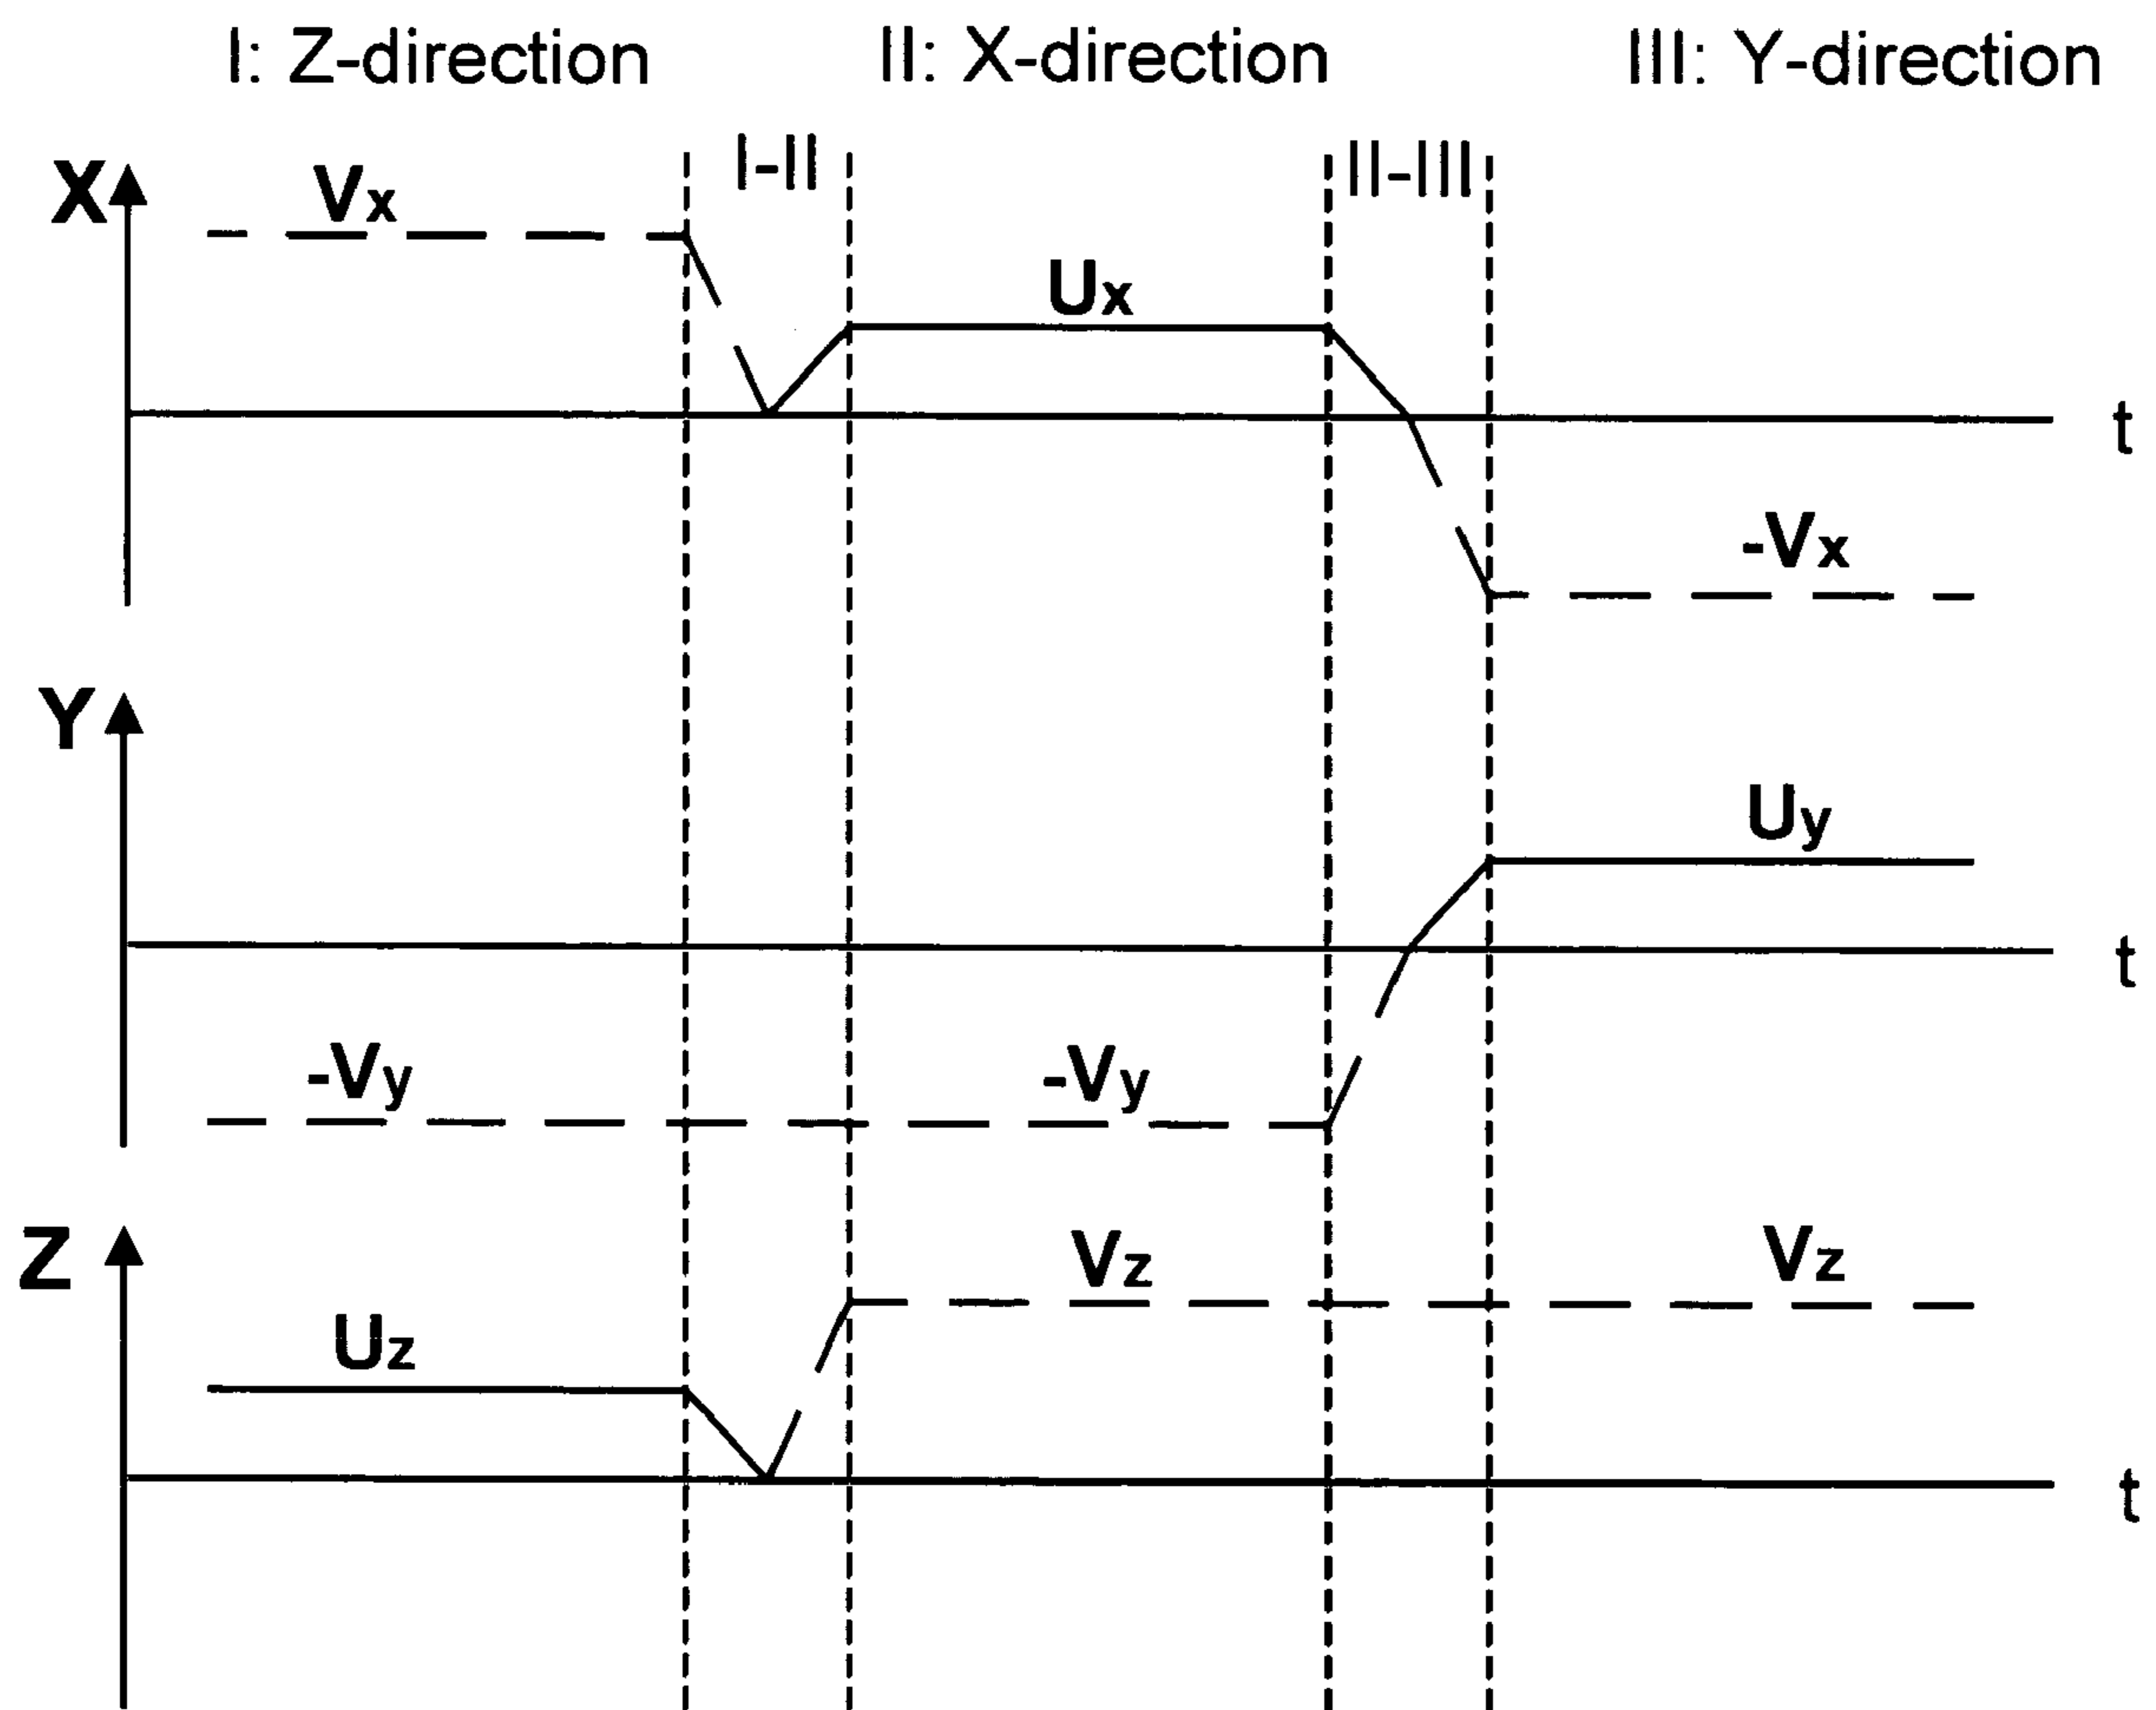 I: Z-direction II: X-direction III: Y-direction
I-II II-III
X Vx
Ux
t
-Vx
Y
Uy
t
-Vy -Vy
Z Vz Vz
Uz
t